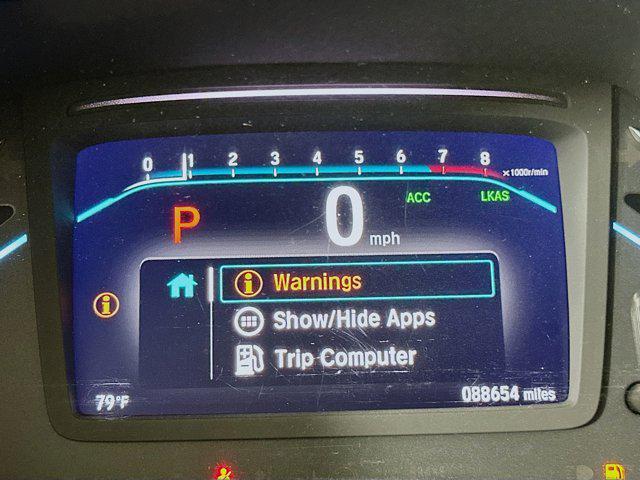 0 1 2 3 4 5 6 7 8 x1000r/min
P 0 mph ACC LKAS
i Warnings
Show/Hide Apps
Trip Computer
79°F 088654 miles